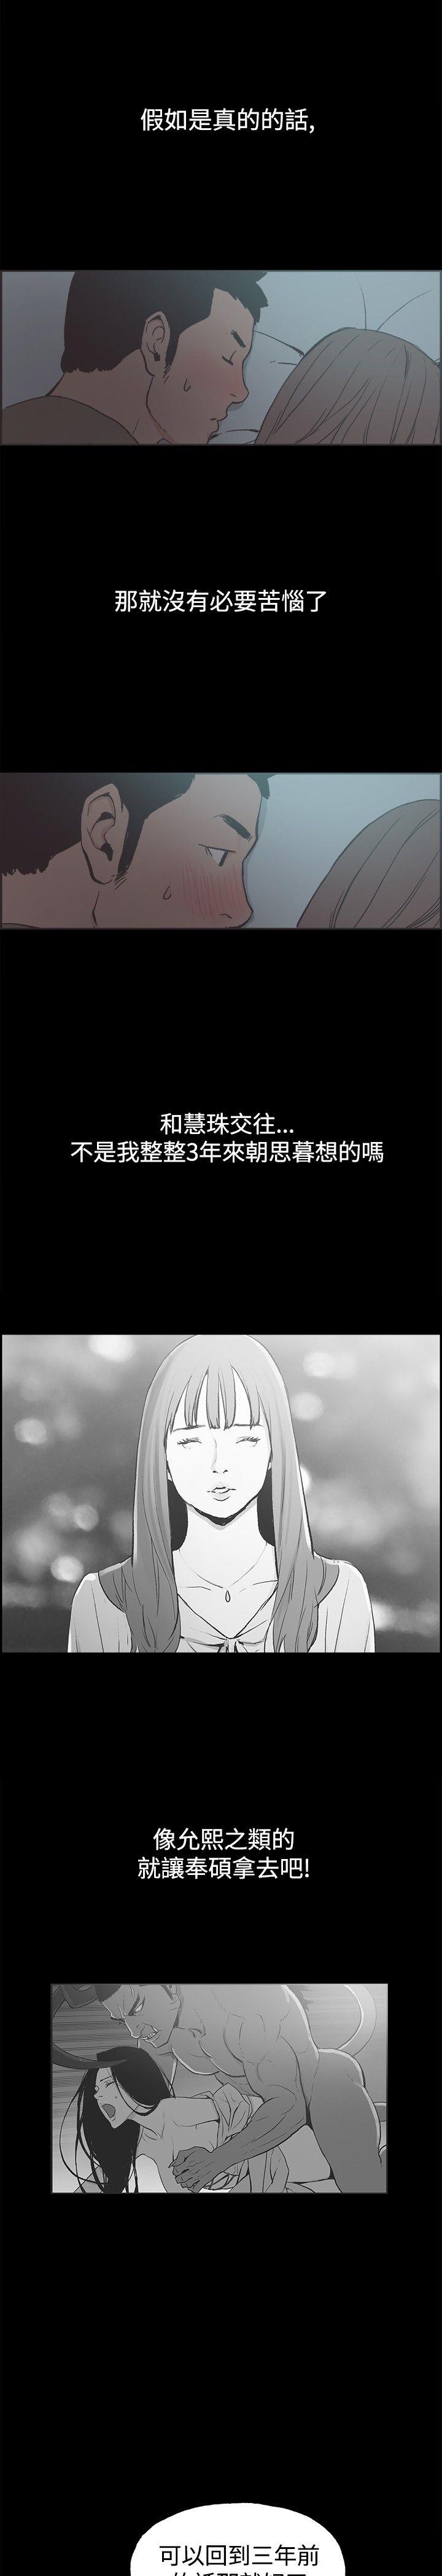 假如是真的的話,
那就沒有必要苦惱了
和慧珠交往...
不是我整整3年來朝思暮想的嗎
像允熙之類的
就讓奉碩拿去吧!
可以回到三年前